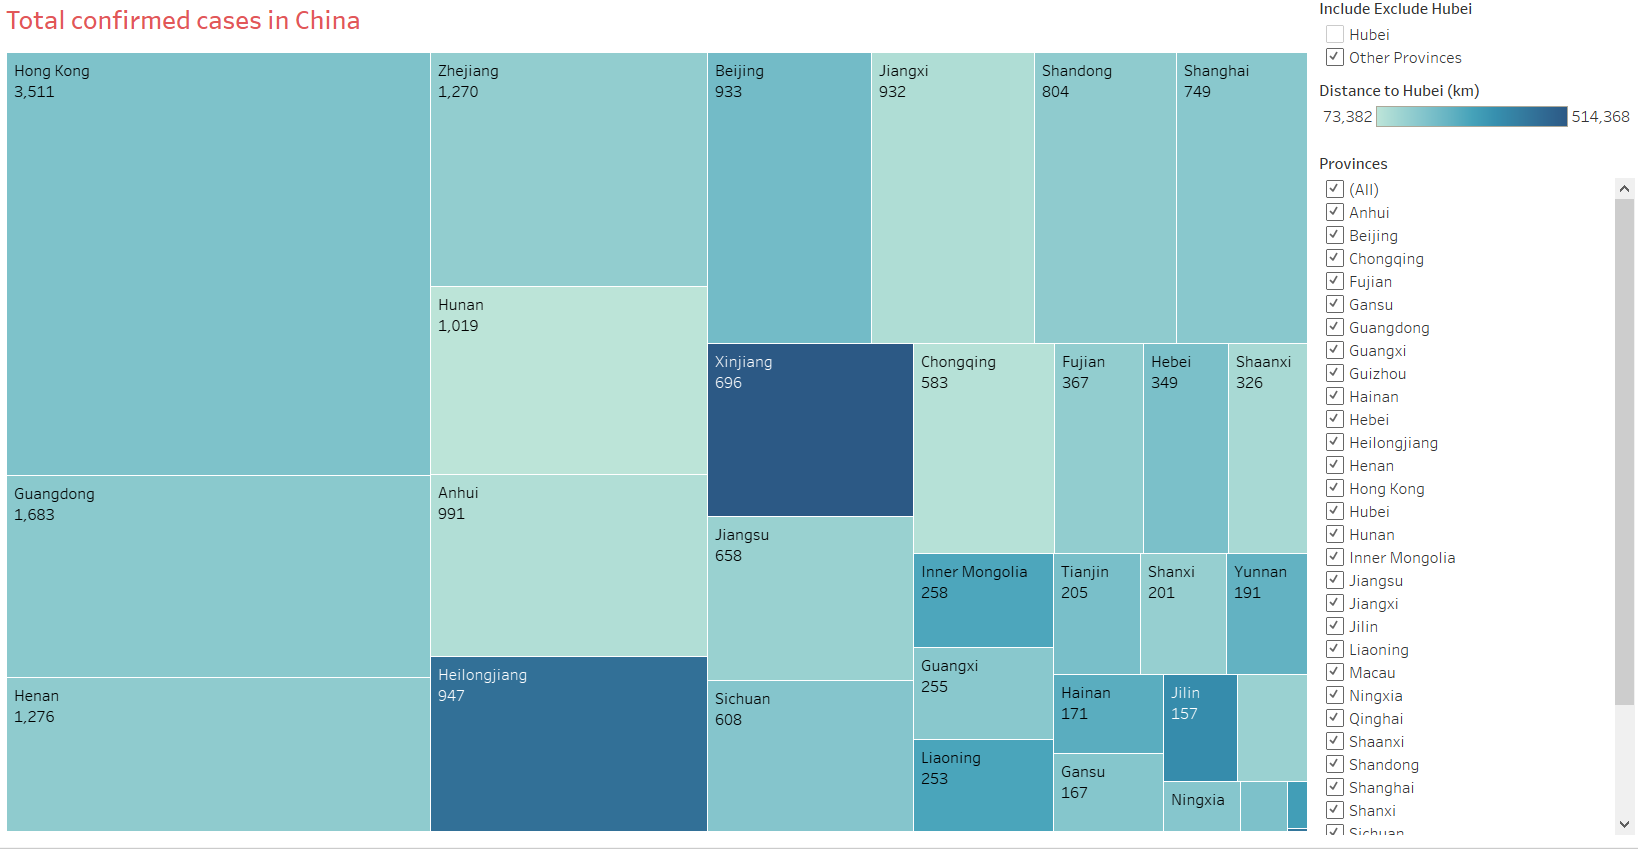 Total confirmed cases in China
Hong Kong
3,511
Guangdong
1,683
Henan
1,276
Zhejiang
1,270
Hunan
1,019
Anhui
991
Heilongjiang
947
Beijing
933
Jiangxi
932
Shandong
804
Shanghai
749
Xinjiang
696
Jiangsu
658
Sichuan
608
Chongqing
583
Fujian
367
Hebei
349
Shaanxi
326
Inner Mongolia
258
Guangxi
255
Liaoning
253
Tianjin
205
Shanxi
201
Yunnan
191
Hainan
171
Gansu
167
Jilin
157
Ningxia
Include Exclude Hubei
Hubei
Other Provinces
Distance to Hubei (km)
73,382 514,368
Provinces
(All)
Anhui
Beijing
Chongqing
Fujian
Gansu
Guangdong
Guangxi
Guizhou
Hainan
Hebei
Heilongjiang
Henan
Hong Kong
Hubei
Hunan
Inner Mongolia
Jiangsu
Jiangxi
Jilin
Liaoning
Macau
Ningxia
Qinghai
Shaanxi
Shandong
Shanghai
Shanxi
Sichuan